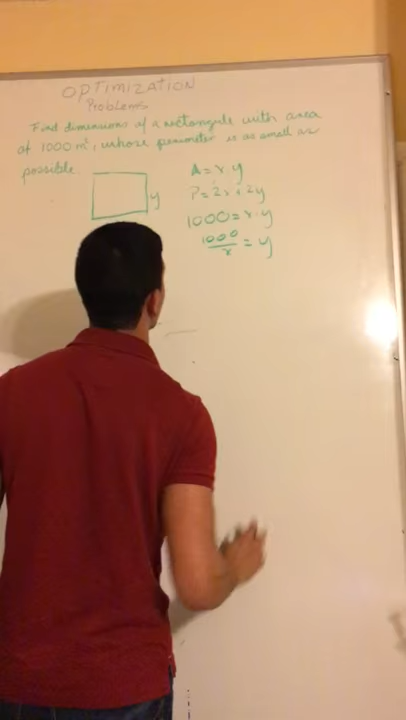 OPTIMIZATION
Problems
Find dimensions of a rectangle with area
of 1000 m², whose perimeter is as small as
possible.
y
A = x · y
P = 2x + 2y
1000 = x · y
1000/x = y